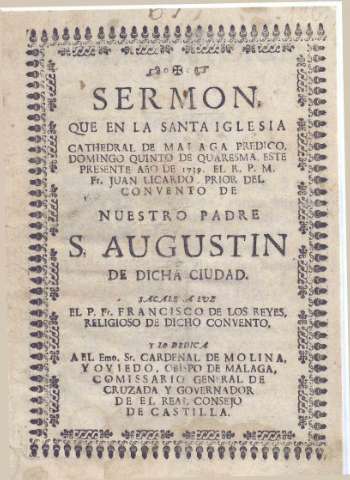 SERMON,
QUE EN LA SANTA IGLESIA
CATHEDRAL DE MALAGA PREDICO,
DOMINGO QUINTO DE QUARESMA, ESTE
PRESENTE AÑO DE 1739. EL R. P. M.
Fr. JUAN LICARDO, PRIOR DEL
CONVENTO DE
NUESTRO PADRE
S. AUGUSTIN
DE DICHA CIUDAD.
SACALE A LUZ
EL P. Fr. FRANCISCO DE LOS REYES,
RELIGIOSO DE DICHO CONVENTO,
Y LO DEDICA
A EL Emo. Sr. CARDENAL DE MOLINA,
Y OVIEDO, OBISPO DE MALAGA,
COMISSARIO GENERAL DE
CRUZADA Y GOVERNADOR
DE EL REAL CONSEJO
DE CASTILLA.